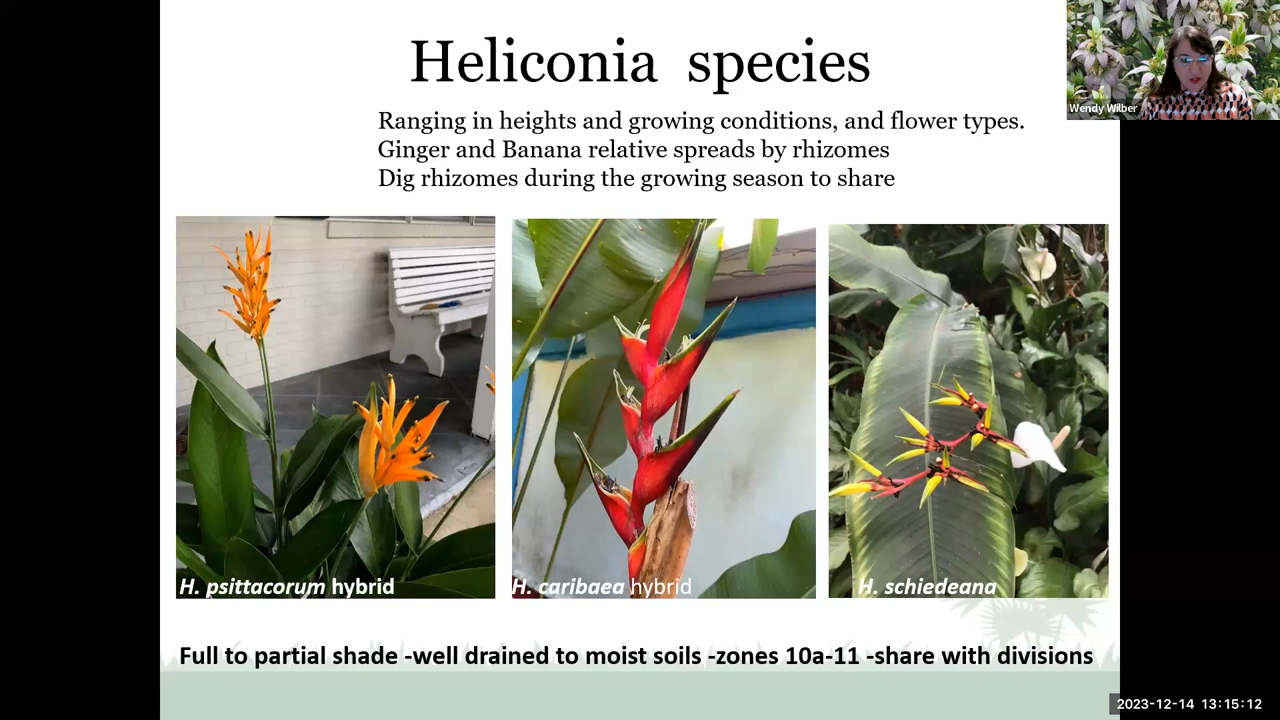 Heliconia species
Wendy Wilber
Ranging in heights and growing conditions, and flower types.
Ginger and Banana relative spreads by rhizomes
Dig rhizomes during the growing season to share
H. psittacorum hybrid
H. caribaea hybrid
H. schiedeana
Full to partial shade -well drained to moist soils -zones 10a-11 -share with divisions
2023-12-14 13:15:12